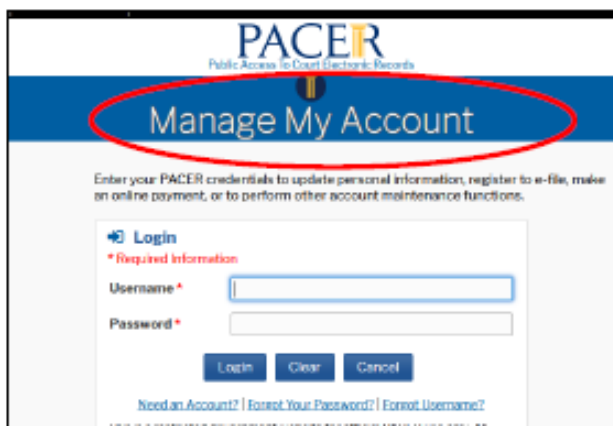 PACER
Public Access To Court Electronic Records
Manage My Account
Enter your PACER credentials to update personal information, register to e-file, make
an online payment, or to perform other account maintenance functions.
Login
* Required Information
Username *
Password *
Login Clear Cancel
Need an Account? | Forgot Your Password? | Forgot Username?